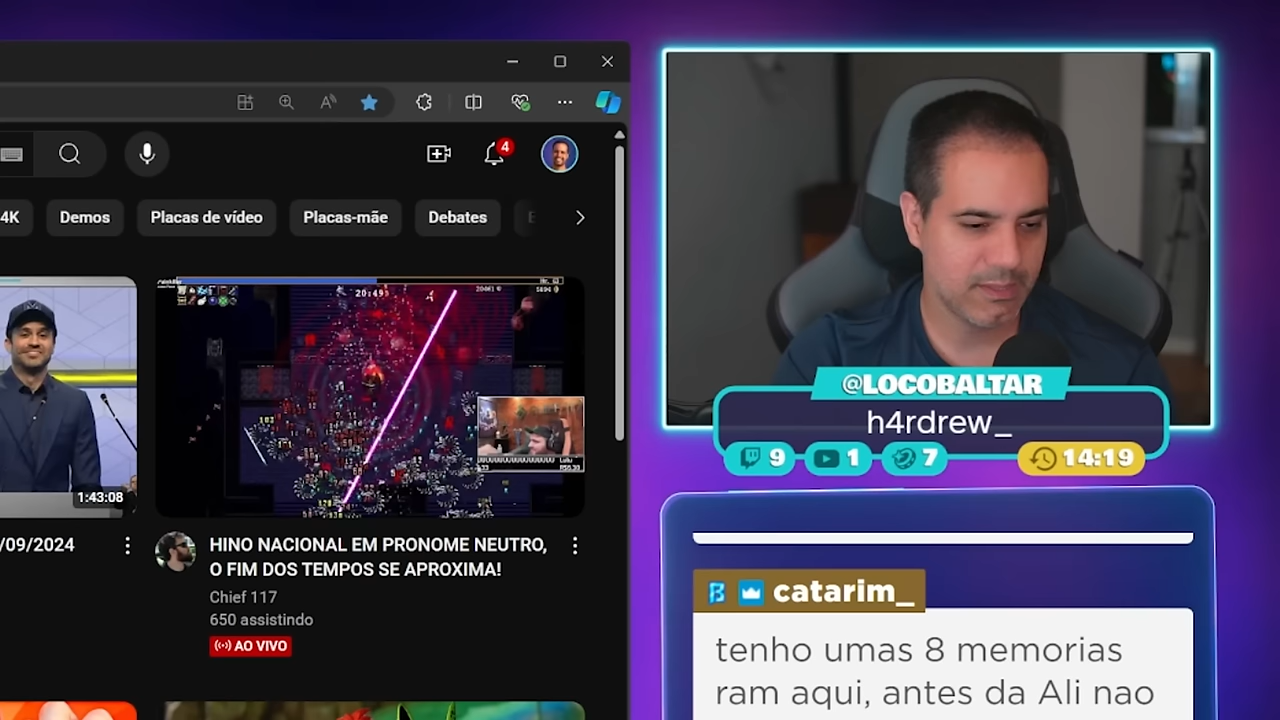 4
4K
Demos
Placas de vídeo
Placas-mãe
Debates
20:49
1:43:08
/09/2024
HINO NACIONAL EM PRONOME NEUTRO,
O FIM DOS TEMPOS SE APROXIMA!
Chief 117
650 assistindo
AO VIVO
@LOCOBALTAR
h4rdrew_
9
1
7
14:19
catarim_
tenho umas 8 memorias
ram aqui, antes da Ali nao